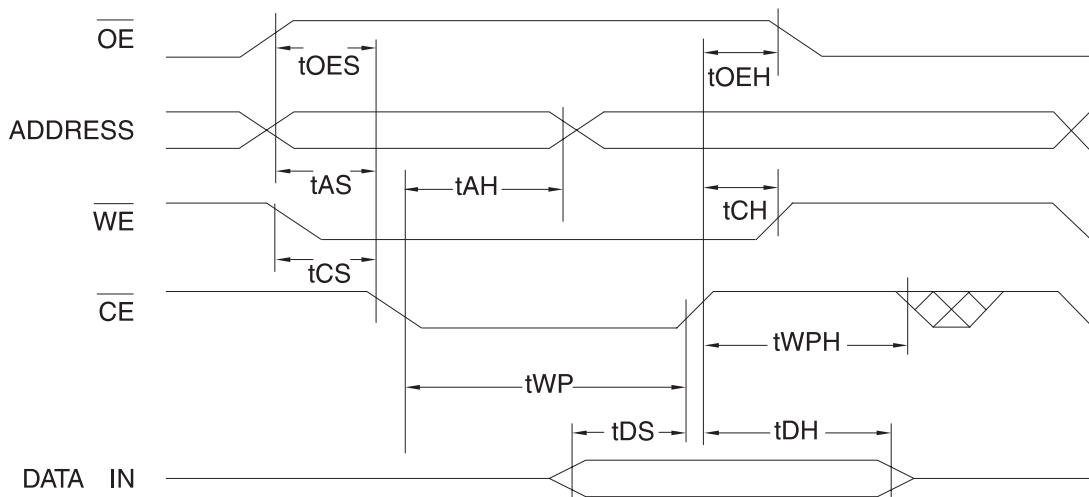 OE
tOES
tOEH
ADDRESS
tAS
tAH
tCH
WE
tCS
CE
tWPH
tWP
tDS
tDH
DATA IN